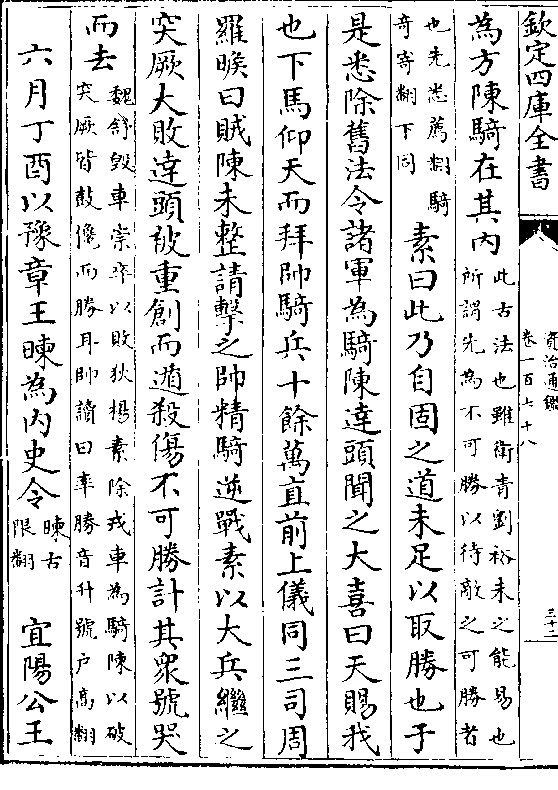 欽定四庫全書
資治通鑑
卷一百七十八
三十二
為方陳騎在其内此古法也雖衛青劉裕未之能易也
所謂先為不可勝以待敵之可勝者
也先悉薦翻騎
奇寄翻下同素曰此乃自固之道未足以取勝也于
是悉除舊法令諸軍為騎陳達頭聞之大喜曰天賜我
也下馬仰天而拜帥騎兵十餘萬直前上儀同三司周
羅睺曰賊陳未整請擊之帥精騎逆戰素以大兵繼之
突厥大敗達頭被重創而遁殺傷不可勝計其衆號哭
而去魏舒毁車崇卒以敗狄楊素除戎車為騎陳以破
突厥皆鼓儳而勝耳帥讀曰率勝音升號户高翻
六月丁酉以豫章王暕為内史令暕古
限翻宜陽公王